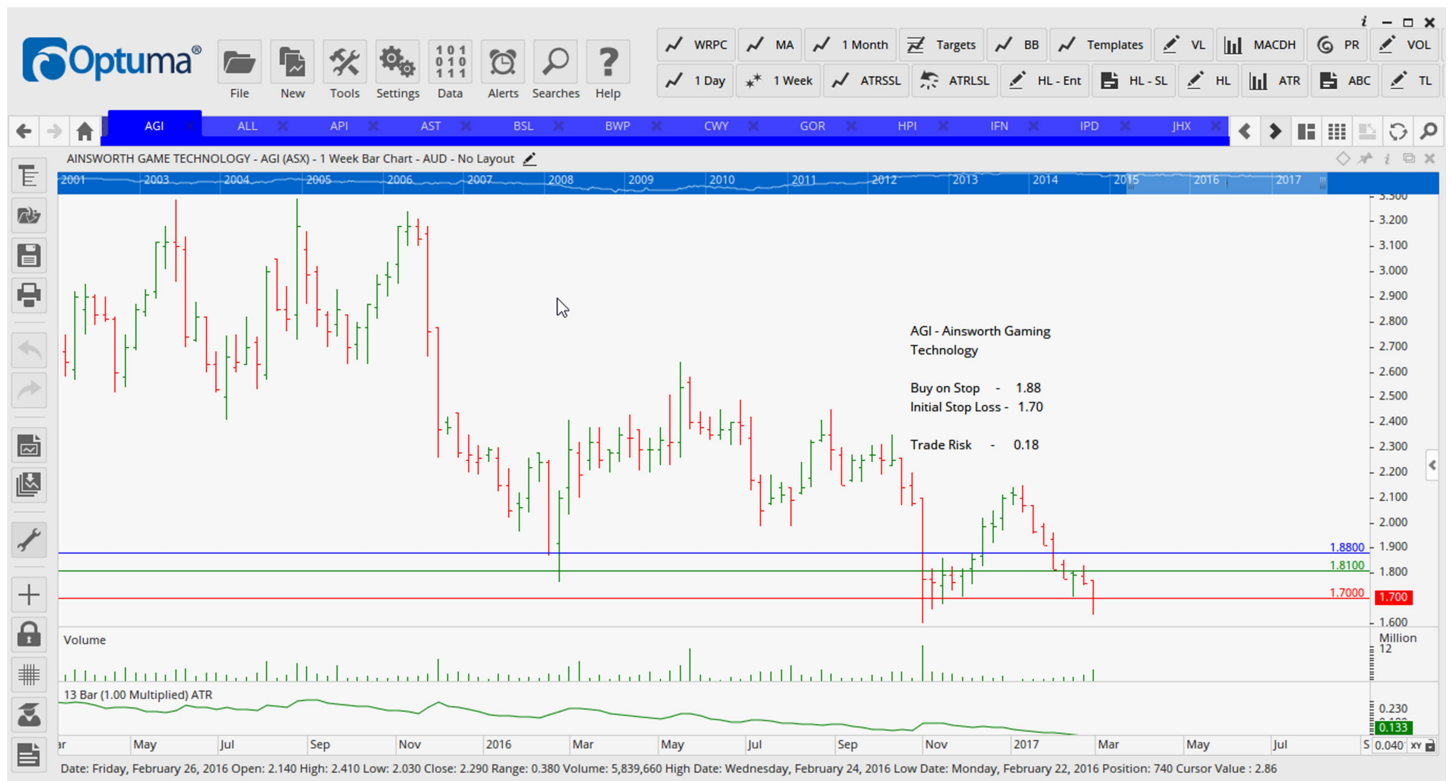 Optuma®
File
New
Tools
Settings
101
010
111
Data
Alerts
Searches
?
Help
i
WRPC MA 1 Month Targets BB Templates VL MACDH PR VOL
1 Day 1 Week ATRSSL ATRLSL HL - Ent HL - SL HL ATR ABC TL
AGI ALL API AST BSL BWP CWY GOR HPI IFN IPD JHX
AINSWORTH GAME TECHNOLOGY - AGI (ASX) - 1 Week Bar Chart - AUD - No Layout
2001 2003 2004 2005 2006 2007 2008 2009 2010 2011 2012 2013 2014 2015 2016 2017
3.300
3.200
3.100
3.000
2.900
2.800
2.700
2.600
2.500
2.400
2.300
2.200
2.100
2.000
1.900
1.800
1.700
1.600
AGI - Ainsworth Gaming
Technology
Buy on Stop - 1.88
Initial Stop Loss - 1.70
Trade Risk - 0.18
1.8800
1.8100
1.7000
Volume
Million
12
13 Bar (1.00 Multiplied) ATR
0.230
0.133
0.040 XY
May Jul Sep Nov 2016 Mar May Jul Sep Nov 2017 Mar May Jul S
Date: Friday, February 26, 2016 Open: 2.140 High: 2.410 Low: 2.030 Close: 2.290 Range: 0.380 Volume: 5,839,660 High Date: Wednesday, February 24, 2016 Low Date: Monday, February 22, 2016 Position: 740 Cursor Value : 2.86